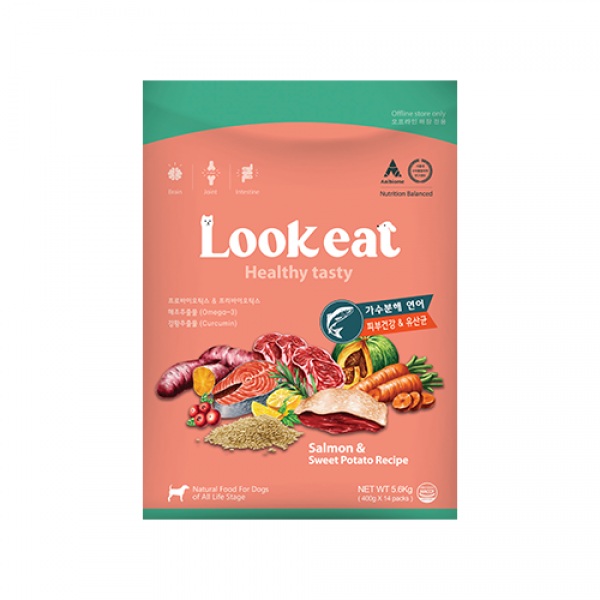 Offline store only
오프라인 매장 전용
Brain
Joint
Intestine
Nutrition Balanced
Look eat
Healthy tasty
프로바이오틱스 & 프리바이오틱스
해조추출물 (Omega-3)
강황추출물 (Curcumin)
가수분해 연어
피부건강 & 유산균
Salmon &
Sweet Potato Recipe
Natural Food For Dogs
of All Life Stage
NET WT 5.6Kg
( 400g X 14 packs )